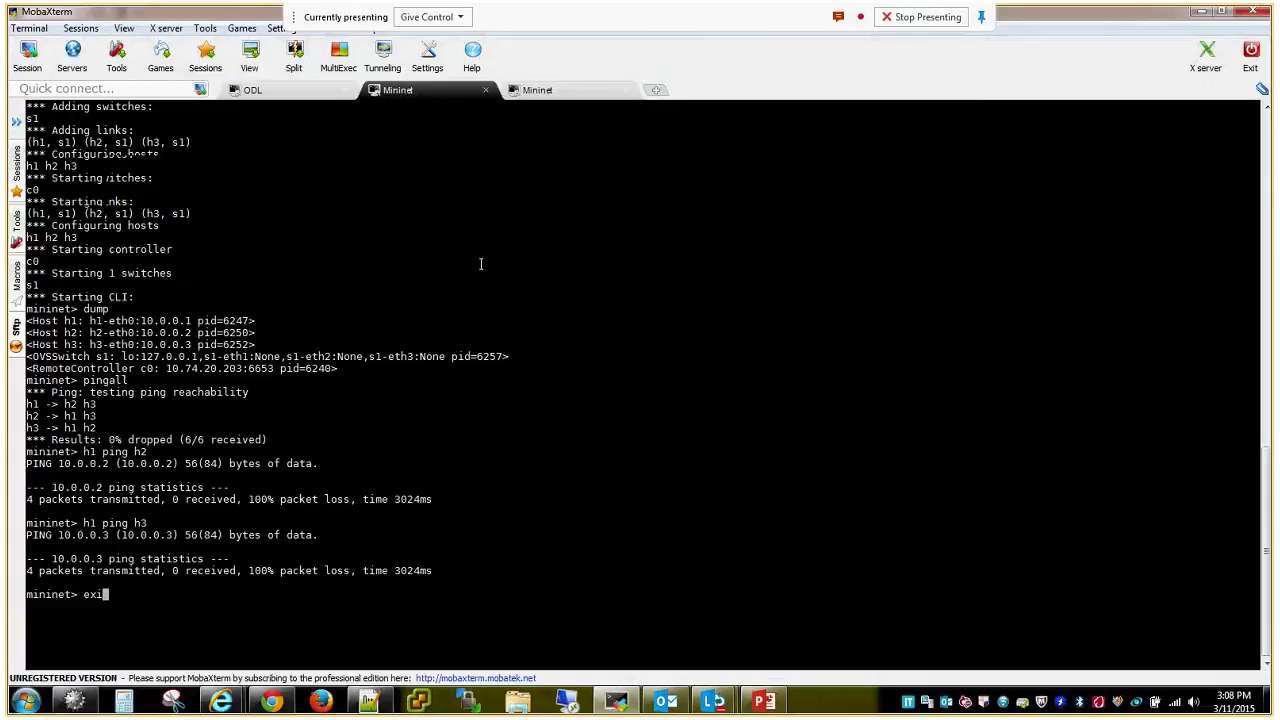 MobaXterm
Currently presenting
Give Control
Stop Presenting
Terminal Sessions View X server Tools Games
Session Servers Tools Games Sessions View Split MultiExec Tunneling Settings Help
X server Exit
Quick connect...
ODL
Mininet
Mininet
Sessions
Tools
Macros
Sftp
*** Adding switches:
s1
*** Adding links:
(h1, s1) (h2, s1) (h3, s1)
*** Configuring hosts
h1 h2 h3
*** Starting itches:
c0
*** Starting nks:
(h1, s1) (h2, s1) (h3, s1)
*** Configuring hosts
h1 h2 h3
*** Starting controller
c0
*** Starting 1 switches
s1
*** Starting CLI:
mininet> dump
<Host h1: h1-eth0:10.0.0.1 pid=6247>
<Host h2: h2-eth0:10.0.0.2 pid=6250>
<Host h3: h3-eth0:10.0.0.3 pid=6252>
<OVSSwitch s1: lo:127.0.0.1,s1-eth1:None,s1-eth2:None,s1-eth3:None pid=6257>
<RemoteController c0: 10.74.20.203:6653 pid=6240>
mininet> pingall
*** Ping: testing ping reachability
h1 -> h2 h3
h2 -> h1 h3
h3 -> h1 h2
*** Results: 0% dropped (6/6 received)
mininet> h1 ping h2
PING 10.0.0.2 (10.0.0.2) 56(84) bytes of data.
--- 10.0.0.2 ping statistics ---
4 packets transmitted, 0 received, 100% packet loss, time 3024ms
mininet> h1 ping h3
PING 10.0.0.3 (10.0.0.3) 56(84) bytes of data.
--- 10.0.0.3 ping statistics ---
4 packets transmitted, 0 received, 100% packet loss, time 3024ms
mininet> exi
UNREGISTERED VERSION - Please support MobaXterm by subscribing to the professional edition here: http://mobaxterm.mobatek.net
IT
3:08 PM
3/11/2015